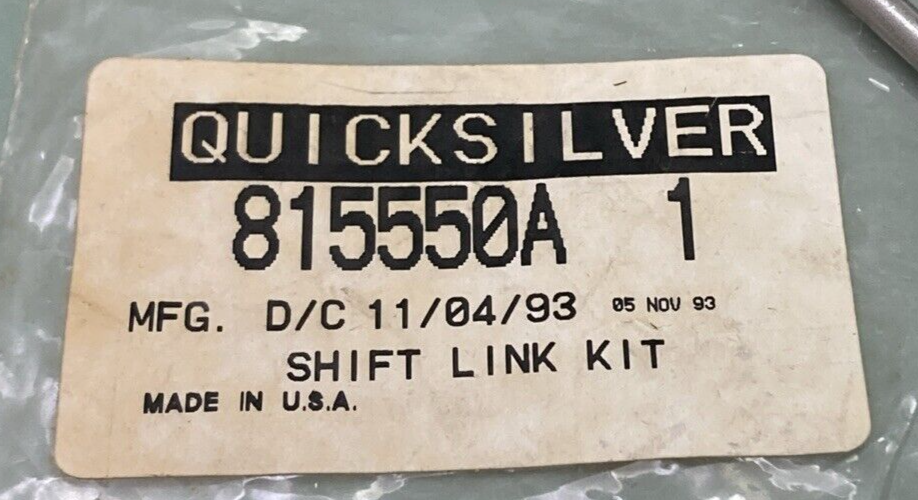 QUICKSILVER
815550A 1
MFG. D/C 11/04/93 05 NOV 93
SHIFT LINK KIT
MADE IN U.S.A.